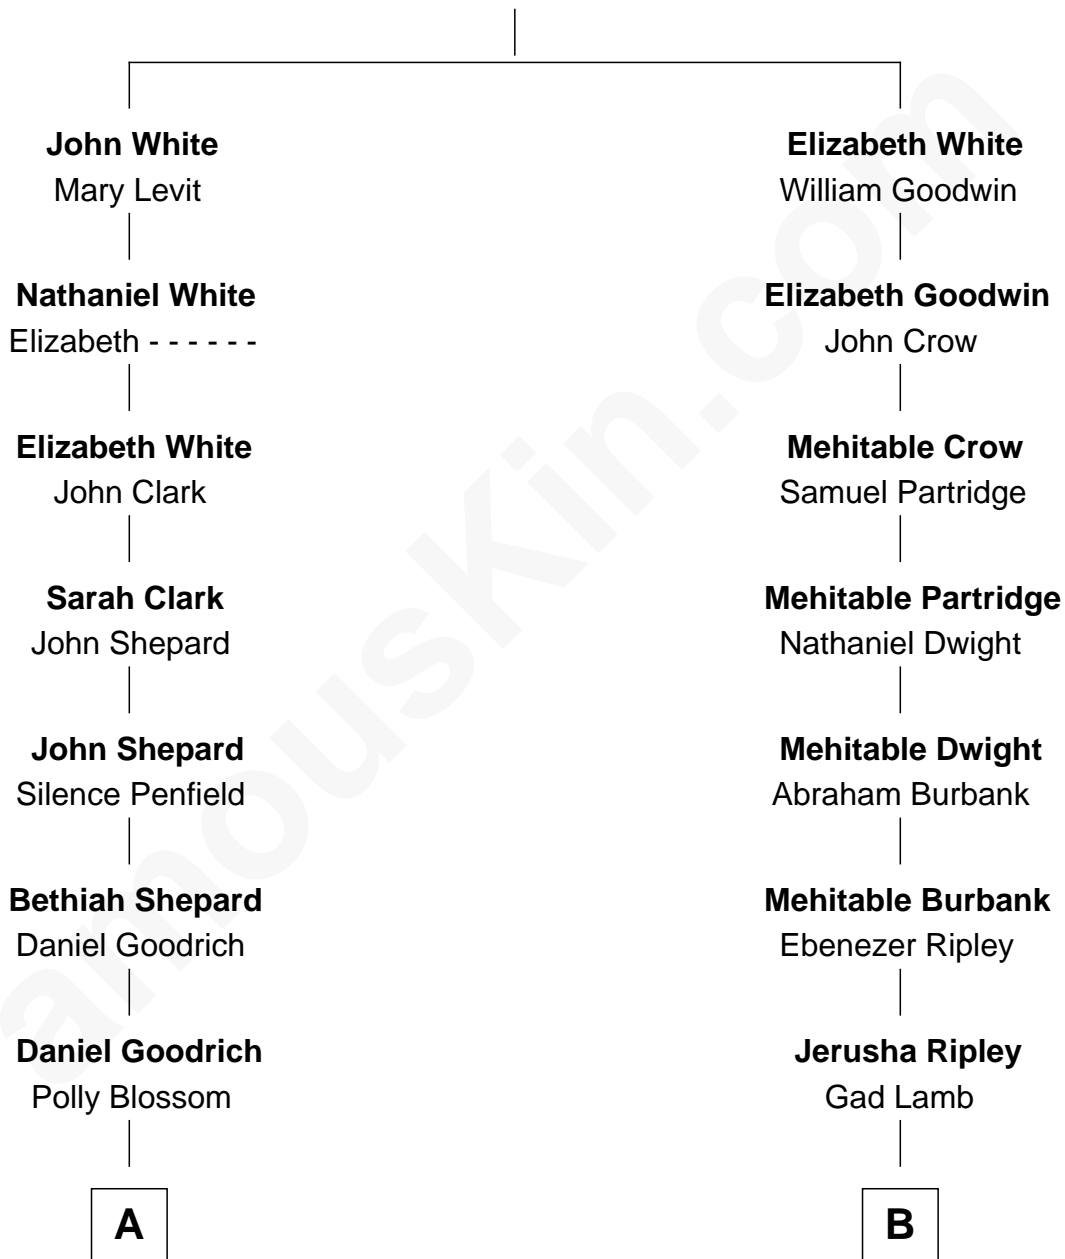 John White
Mary Levit
Nathaniel White
Elizabeth - - - - - -
Elizabeth White
John Clark
Sarah Clark
John Shepard
John Shepard
Silence Penfield
Bethiah Shepard
Daniel Goodrich
Daniel Goodrich
Polly Blossom
A
Elizabeth White
William Goodwin
Elizabeth Goodwin
John Crow
Mehitable Crow
Samuel Partridge
Mehitable Partridge
Nathaniel Dwight
Mehitable Dwight
Abraham Burbank
Mehitable Burbank
Ebenezer Ripley
Jerusha Ripley
Gad Lamb
B
amousKin.com